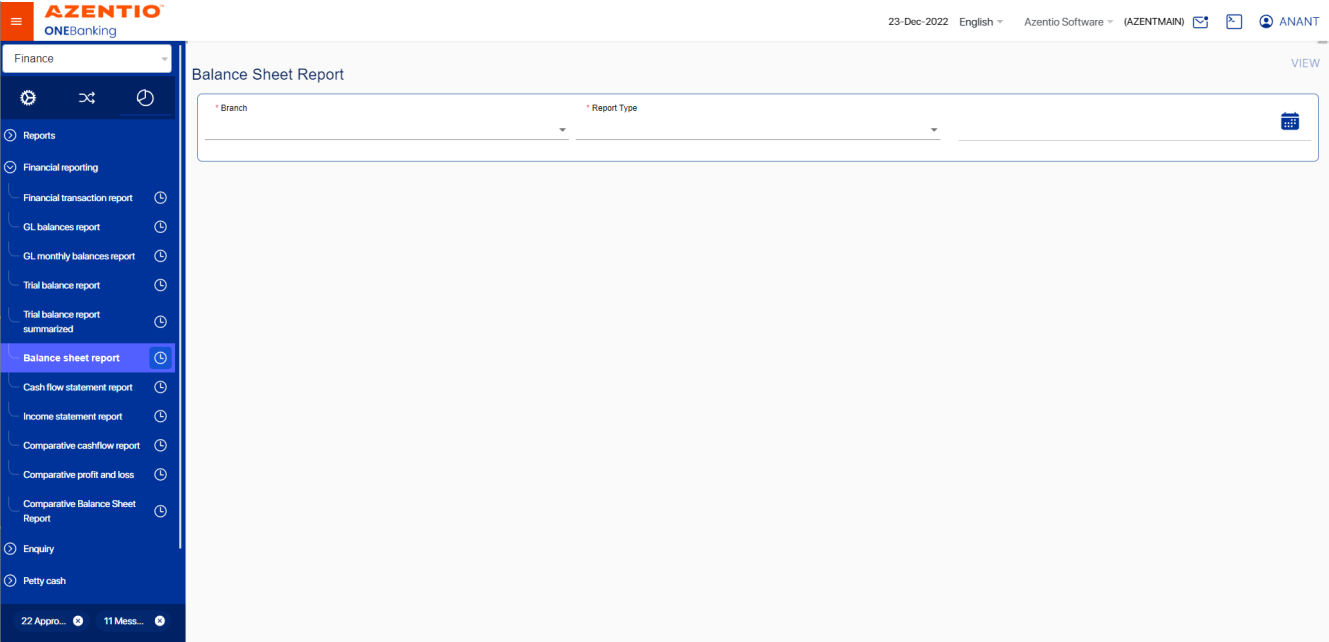 AZENTIO
ONEBanking
23-Dec-2022 English Azentio Software (AZENTMAIN) ANANT
Finance
VIEW
Balance Sheet Report
* Branch
* Report Type
Reports
Financial reporting
Financial transaction report
GL balances report
GL monthly balances report
Trial balance report
Trial balance report
summarized
Balance sheet report
Cash flow statement report
Income statement report
Comparative cashflow report
Comparative profit and loss
Comparative Balance Sheet
Report
Enquiry
Petty cash
22 Appro... 11 Mess...